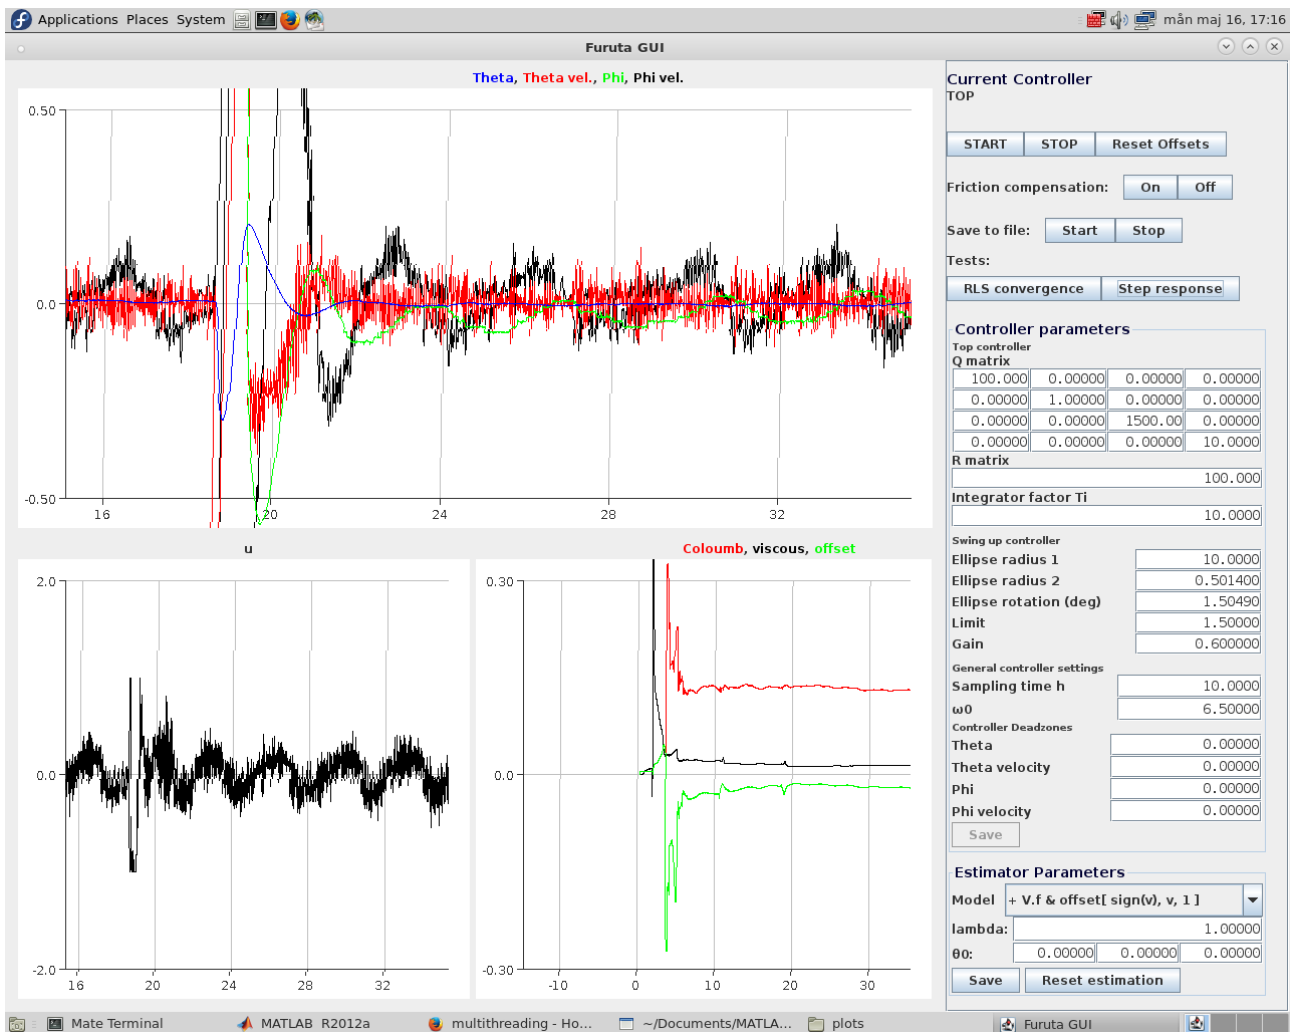 Applications Places System
mån maj 16, 17:16
Furuta GUI
Theta, Theta vel., Phi, Phi vel.
0.50
0.0
-0.50
16 20 24 28 32
u
2.0
0.0
-2.0
16 20 24 28 32
Coloumb, viscous, offset
0.30
0.0
-0.30
-10 0 10 20 30
Current Controller
TOP
START STOP Reset Offsets
Friction compensation: On Off
Save to file: Start Stop
Tests:
RLS convergence Step response
Controller parameters
Top controller
Q matrix
100.000 0.00000 0.00000 0.00000
0.00000 1.00000 0.00000 0.00000
0.00000 0.00000 1500.00 0.00000
0.00000 0.00000 0.00000 10.0000
R matrix
100.000
Integrator factor Ti
10.0000
Swing up controller
Ellipse radius 1 10.0000
Ellipse radius 2 0.501400
Ellipse rotation (deg) 1.50490
Limit 1.50000
Gain 0.600000
General controller settings
Sampling time h 10.0000
ω0 6.50000
Controller Deadzones
Theta 0.00000
Theta velocity 0.00000
Phi 0.00000
Phi velocity 0.00000
Save
Estimator Parameters
Model + V.f & offset[ sign(v), v, 1 ]
lambda: 1.00000
θ0: 0.00000 0.00000 0.00000
Save Reset estimation
Mate Terminal MATLAB R2012a multithreading - Ho... ~/Documents/MATLA... plots Furuta GUI